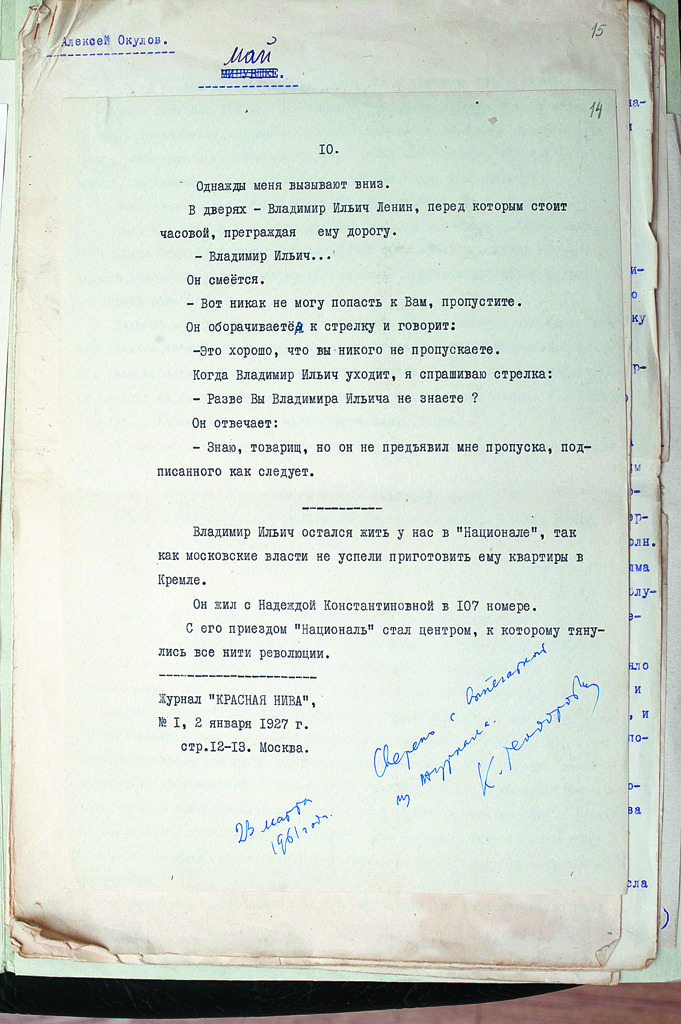 Алексей Окулов.
май
МИНУВШЕЕ.
15
14
10.
Однажды меня вызывают вниз.
В дверях - Владимир Ильич Ленин, перед которым стоит
часовой, преграждая ему дорогу.
- Владимир Ильич...
Он смеётся.
- Вот никак не могу попасть к Вам, пропустите.
Он оборачивается к стрелку и говорит:
-Это хорошо, что вы никого не пропускаете.
Когда Владимир Ильич уходит, я спрашиваю стрелка:
- Разве Вы Владимира Ильича не знаете ?
Он отвечает:
- Знаю, товарищ, но он не предъявил мне пропуска, под-
писанного как следует.
Владимир Ильич остался жить у нас в "Национале", так
как московские власти не успели приготовить ему квартиры в
Кремле.
Он жил с Надеждой Константиновной в 107 номере.
С его приездом "Националь" стал центром, к которому тяну-
лись все нити революции.
Журнал "КРАСНАЯ НИВА",
№ 1, 2 января 1927 г.
стр.12-13. Москва.
Сверено с
из журнала.
К.
23 марта
1961 года.